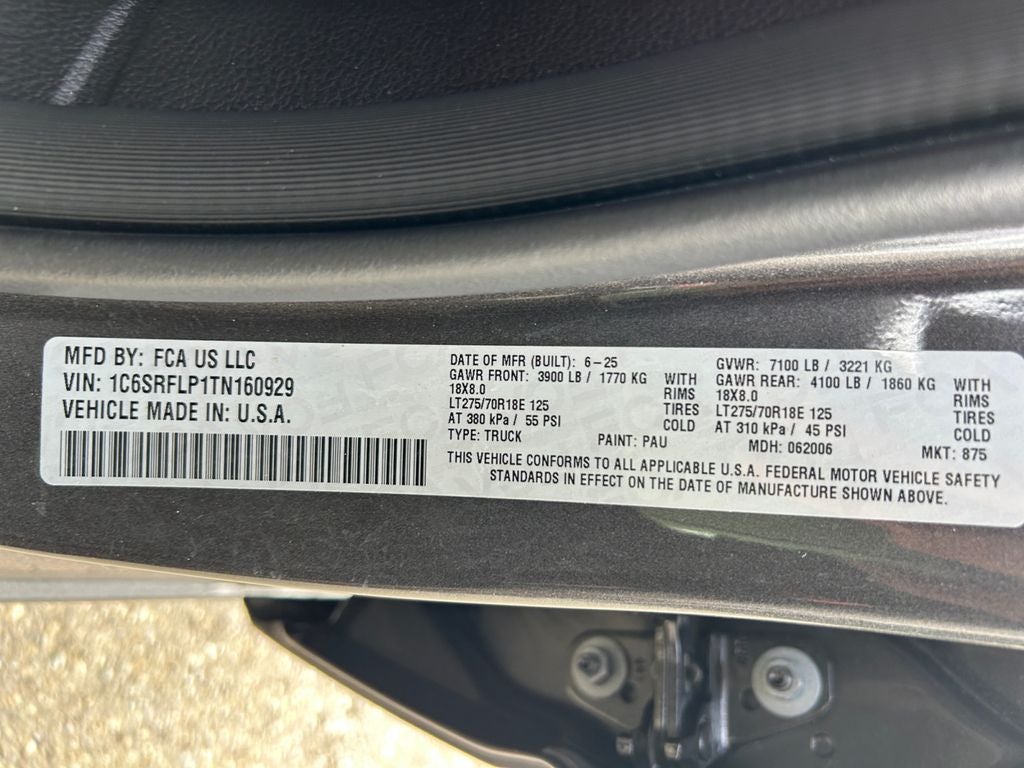 MFD BY: FCA US LLC
VIN: 1C6SRFLP1TN160929
VEHICLE MADE IN: U.S.A.
DATE OF MFR (BUILT): 6-25
GAWR FRONT: 3900 LB / 1770 KG WITH
18X8.0 RIMS
LT275/70R18E 125 TIRES
AT 380 kPa / 55 PSI COLD
TYPE: TRUCK PAINT: PAU
GVWR: 7100 LB / 3221 KG
GAWR REAR: 4100 LB / 1860 KG WITH
18X8.0 RIMS
LT275/70R18E 125 TIRES
AT 310 kPa / 45 PSI COLD
MDH: 062006 MKT: 875
THIS VEHICLE CONFORMS TO ALL APPLICABLE U.S.A. FEDERAL MOTOR VEHICLE SAFETY
STANDARDS IN EFFECT ON THE DATE OF MANUFACTURE SHOWN ABOVE.